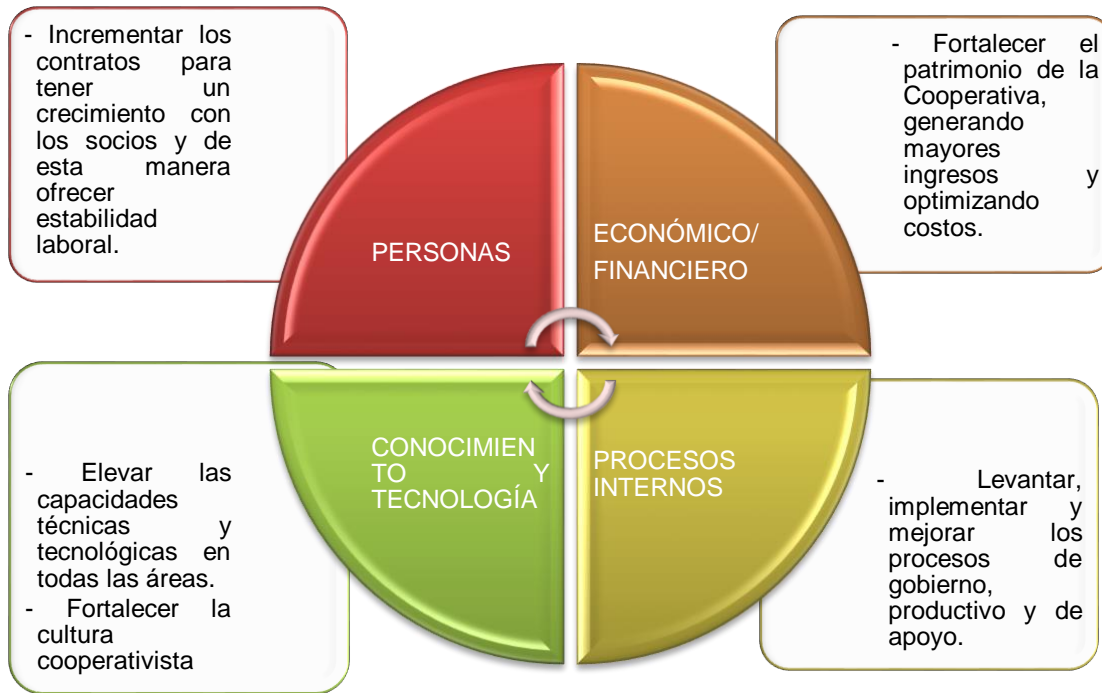 - Incrementar los
contratos para
tener un
crecimiento con
los socios y de
esta manera
ofrecer
estabilidad
laboral.
- Fortalecer el
patrimonio de la
Cooperativa,
generando
mayores
ingresos y
optimizando
costos.
PERSONAS
ECONÓMICO/
FINANCIERO
CONOCIMIEN
TO Y
TECNOLOGÍA
PROCESOS
INTERNOS
- Elevar las
capacidades
técnicas y
tecnológicas en
todas las áreas.
- Fortalecer la
cultura
cooperativista
- Levantar,
implementar y
mejorar los
procesos de
gobierno,
productivo y de
apoyo.